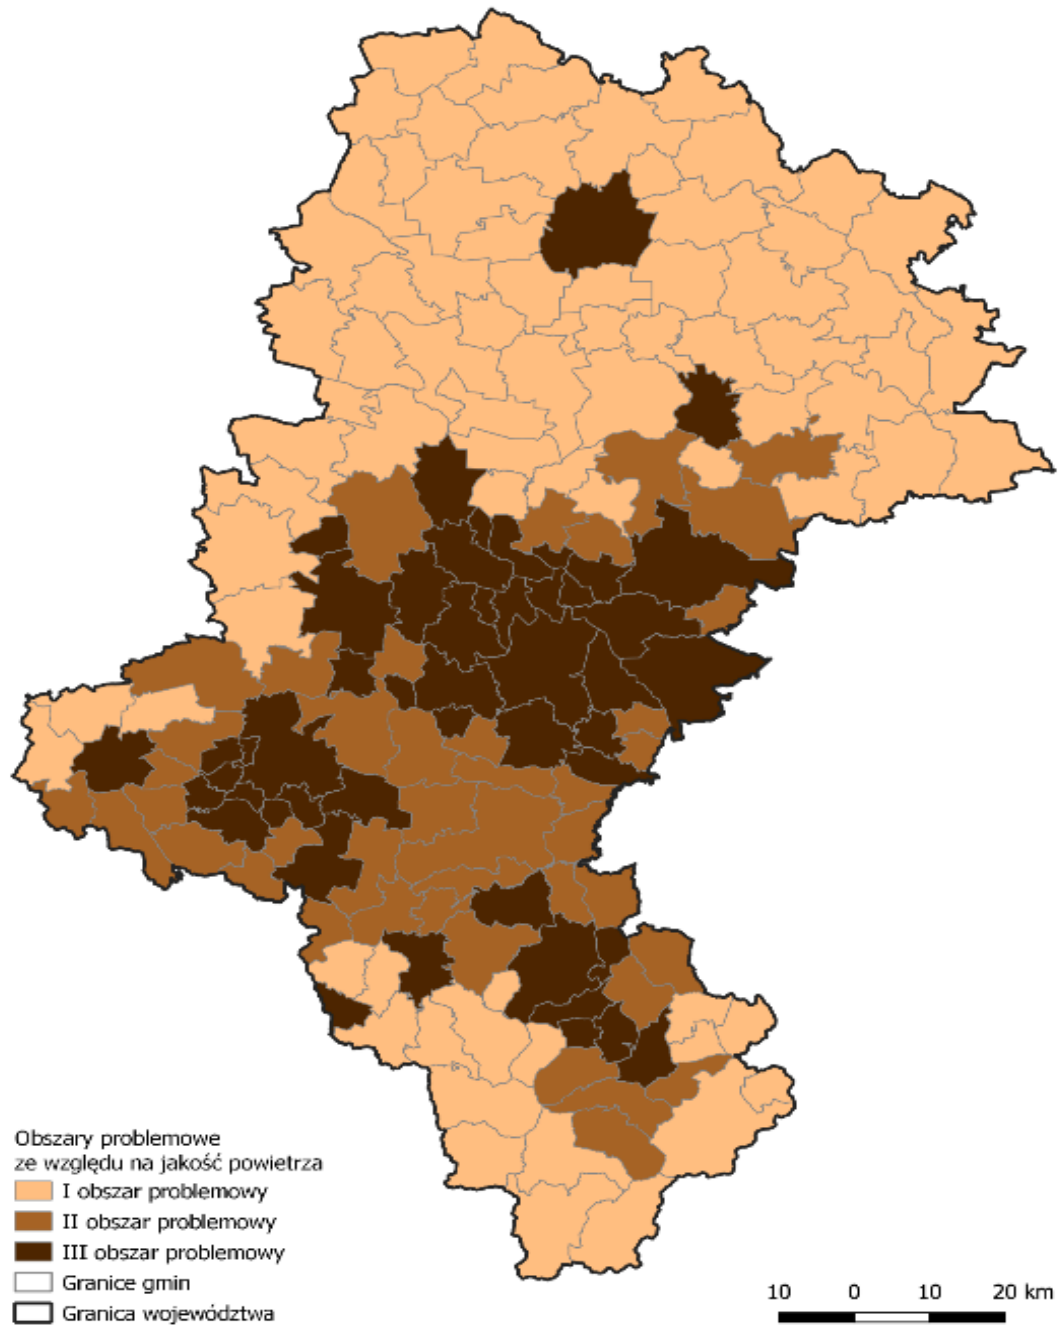 Obszary problemowe
ze względu na jakość powietrza
I obszar problemowy
II obszar problemowy
III obszar problemowy
Granice gmin
Granica województwa
10 0 10 20 km